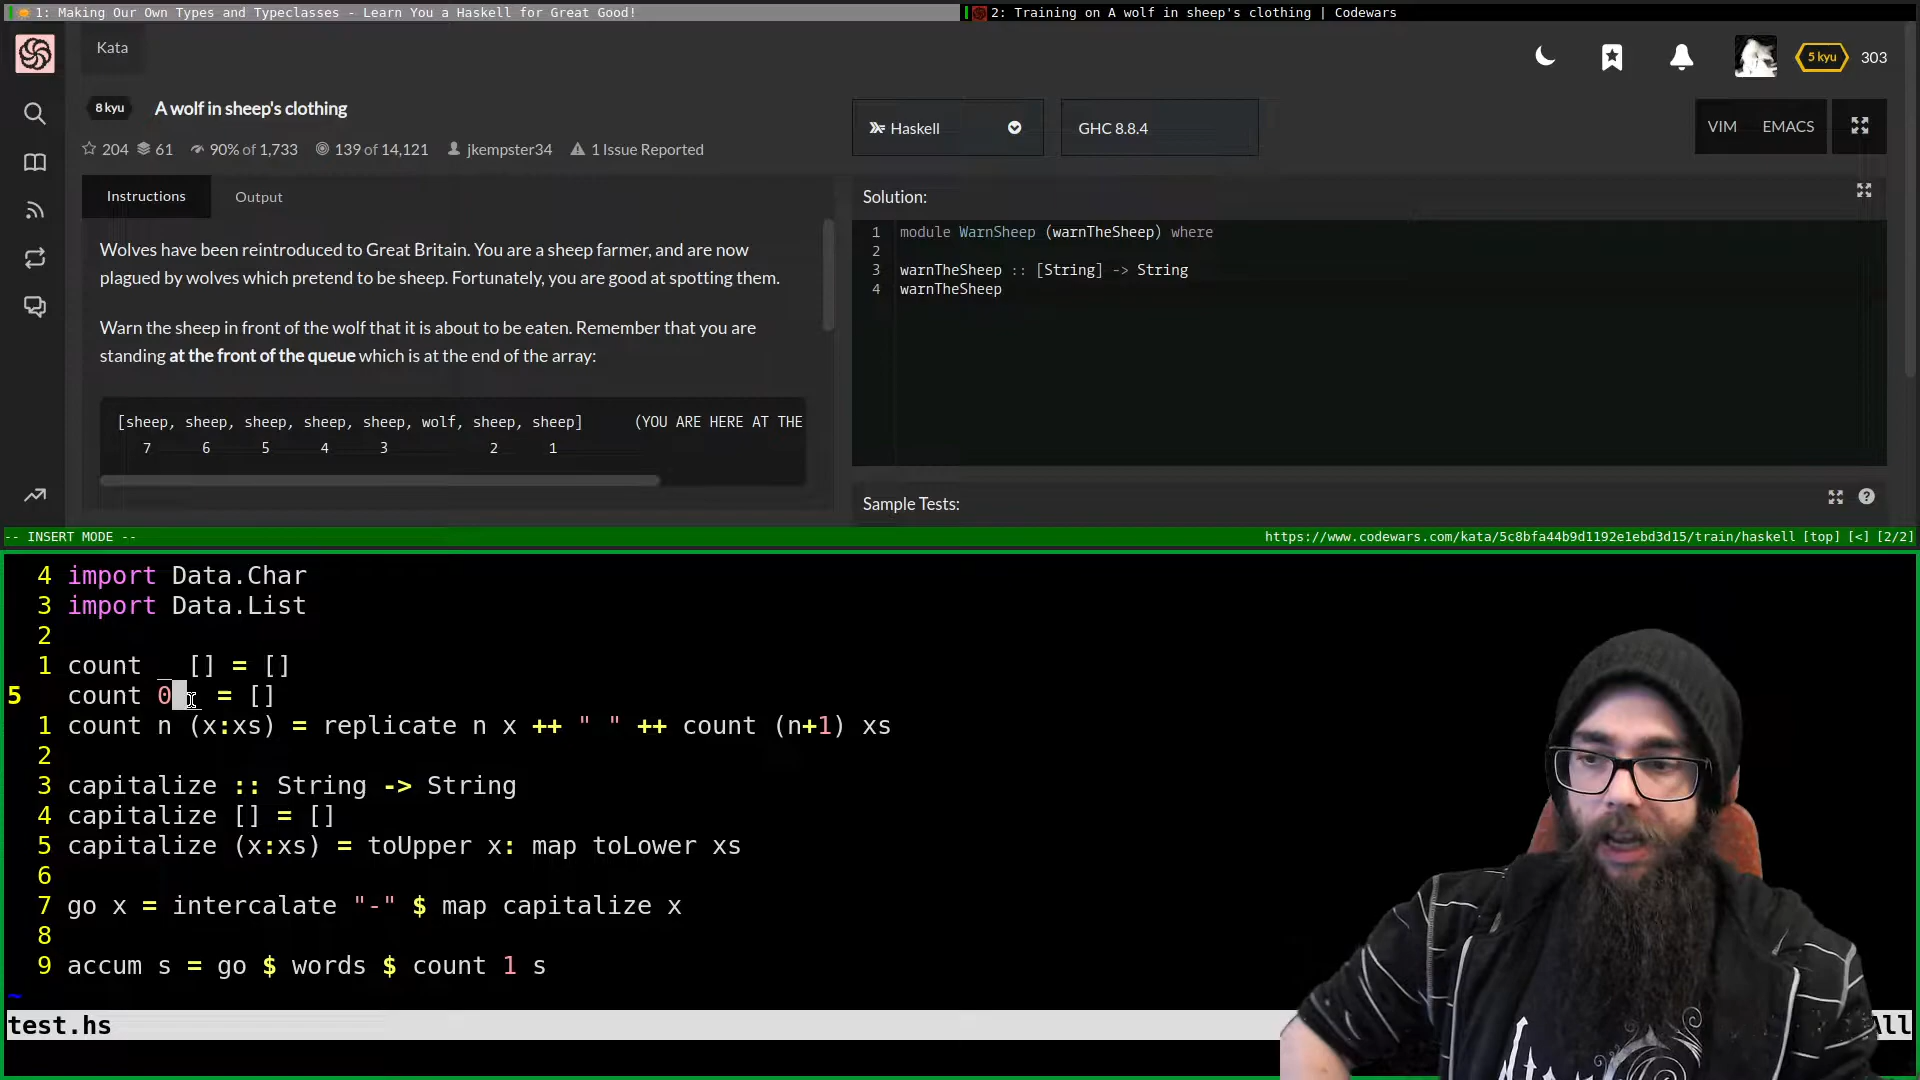 1: Making Our Own Types and Typeclasses - Learn You a Haskell for Great Good!
2: Training on A wolf in sheep's clothing | Codewars
Kata
5 kyu 303
8 kyu A wolf in sheep's clothing
204 61 90% of 1,733 139 of 14,121 jkempster34 1 Issue Reported
Haskell
GHC 8.8.4
VIM EMACS
Instructions Output
Wolves have been reintroduced to Great Britain. You are a sheep farmer, and are now
plagued by wolves which pretend to be sheep. Fortunately, you are good at spotting them.
Warn the sheep in front of the wolf that it is about to be eaten. Remember that you are
standing at the front of the queue which is at the end of the array:
[sheep, sheep, sheep, sheep, sheep, wolf, sheep, sheep] (YOU ARE HERE AT THE
7 6 5 4 3 2 1
Solution:
1 module WarnSheep (warnTheSheep) where
2
3 warnTheSheep :: [String] -> String
4 warnTheSheep
Sample Tests:
-- INSERT MODE -- https://www.codewars.com/kata/5c8bfa44b9d1192e1ebd3d15/train/haskell [top] [<] [2/2]
4 import Data.Char
3 import Data.List
2
1 count _ [] = []
5 count 0 _ = []
1 count n (x:xs) = replicate n x ++ " " ++ count (n+1) xs
2
3 capitalize :: String -> String
4 capitalize [] = []
5 capitalize (x:xs) = toUpper x: map toLower xs
6
7 go x = intercalate "-" $ map capitalize x
8
9 accum s = go $ words $ count 1 s
~
test.hs All